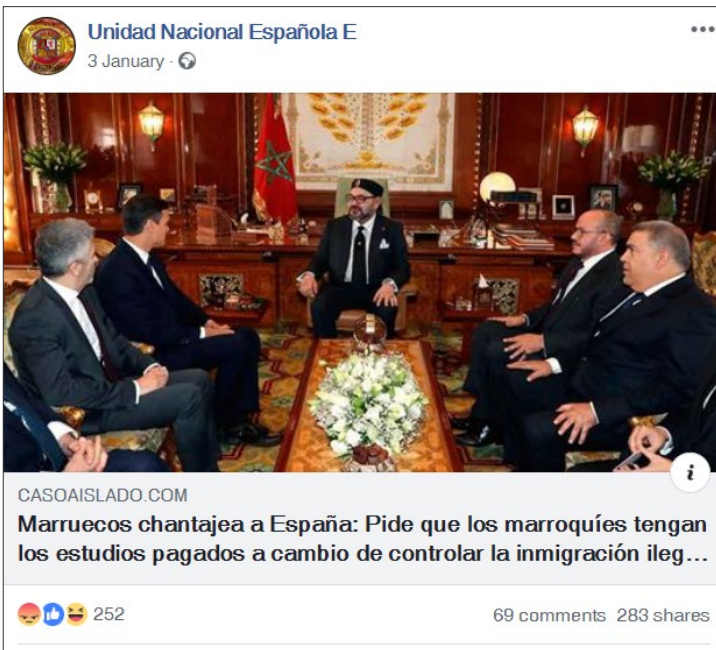 Unidad Nacional Española E
3 January
CASOAISLADO.COM
Marruecos chantajea a España: Pide que los marroquíes tengan
los estudios pagados a cambio de controlar la inmigración ileg...
252
69 comments 283 shares